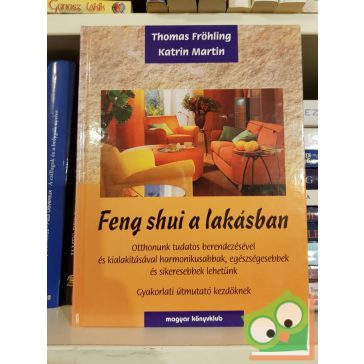 Thomas Fröhling
Katrin Martin
Feng shui a lakásban
Otthonunk tudatos berendezésével
és kialakításával harmonikusabbak, egészségesebbek
és sikeresebbek lehetünk
Gyakorlati útmutató kezdőknek
magyar könyvklub